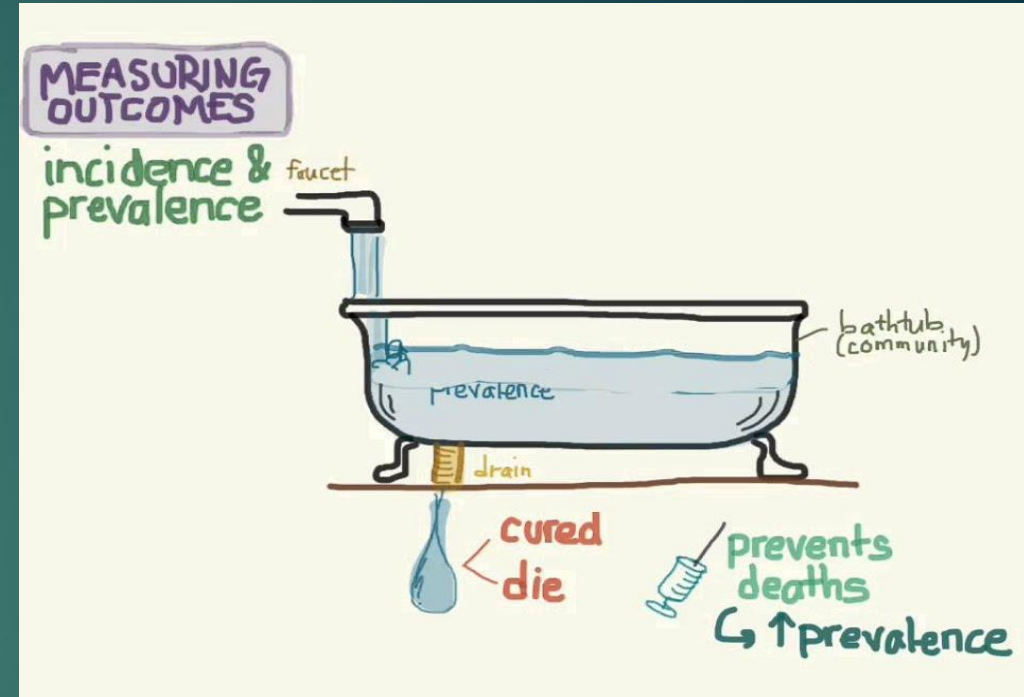 MEASURING
OUTCOMES
incidence &
prevalence
faucet
bathtub
(community)
prevalence
drain
cured
die
prevents
deaths
↳ ↑prevalence